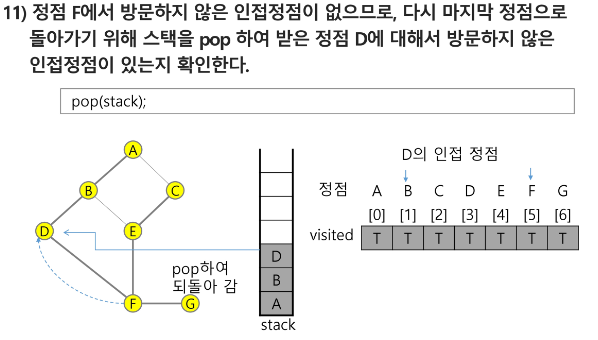 11) 정점 F에서 방문하지 않은 인접정점이 없으므로, 다시 마지막 정점으로
돌아가기 위해 스택을 pop 하여 받은 정점 D에 대해서 방문하지 않은
인접정점이 있는지 확인한다.
pop(stack);
A
B
C
D
E
F
G
pop하여
되돌아 감
D
B
A
stack
D의 인접 정점
정점 A B C D E F G
[0] [1] [2] [3] [4] [5] [6]
visited T T T T T T T